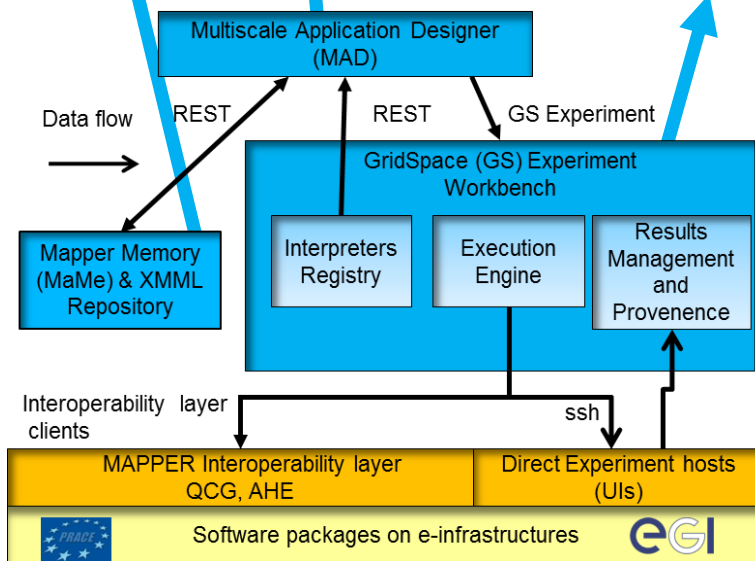 Multiscale Application Designer
(MAD)
Data flow
REST
REST
GS Experiment
GridSpace (GS) Experiment
Workbench
Mapper Memory
(MaMe) & XMML
Repository
Interpreters
Registry
Execution
Engine
Results
Management
and
Provenence
Interoperability layer
clients
ssh
MAPPER Interoperability layer
QCG, AHE
Direct Experiment hosts
(UIs)
PRACE
Software packages on e-infrastructures
eGI